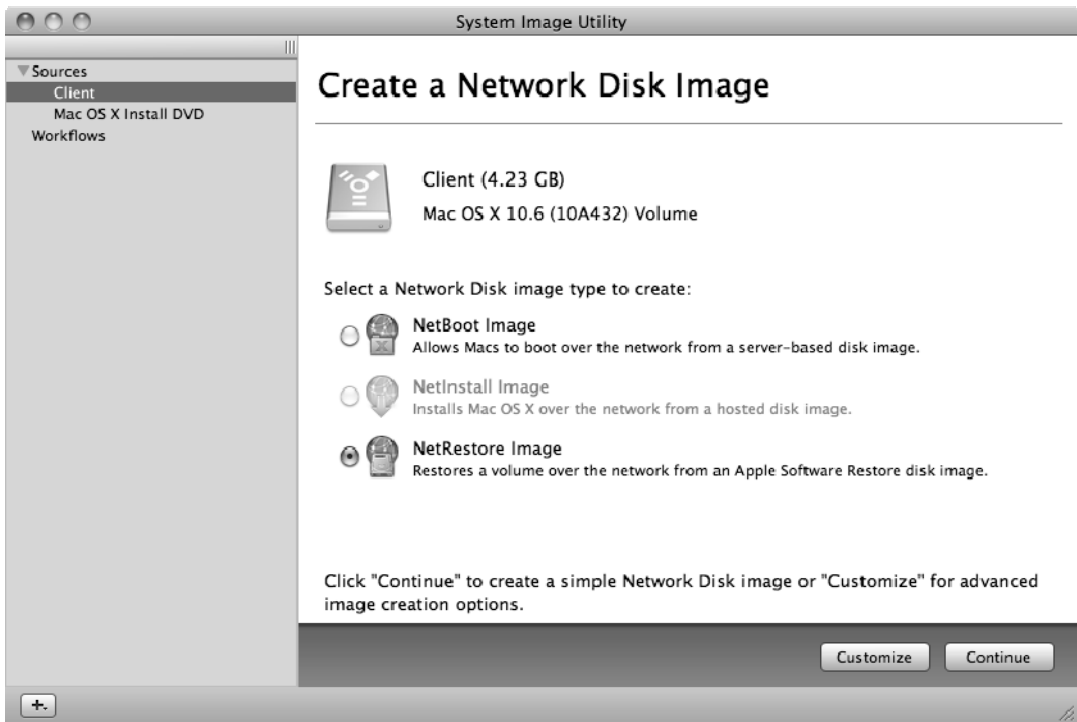 System Image Utility
Sources
Client
Mac OS X Install DVD
Workflows
Create a Network Disk Image
Client (4.23 GB)
Mac OS X 10.6 (10A432) Volume
Select a Network Disk image type to create:
NetBoot Image
Allows Macs to boot over the network from a server-based disk image.
NetInstall Image
Installs Mac OS X over the network from a hosted disk image.
NetRestore Image
Restores a volume over the network from an Apple Software Restore disk image.
Click "Continue" to create a simple Network Disk image or "Customize" for advanced
image creation options.
Customize
Continue